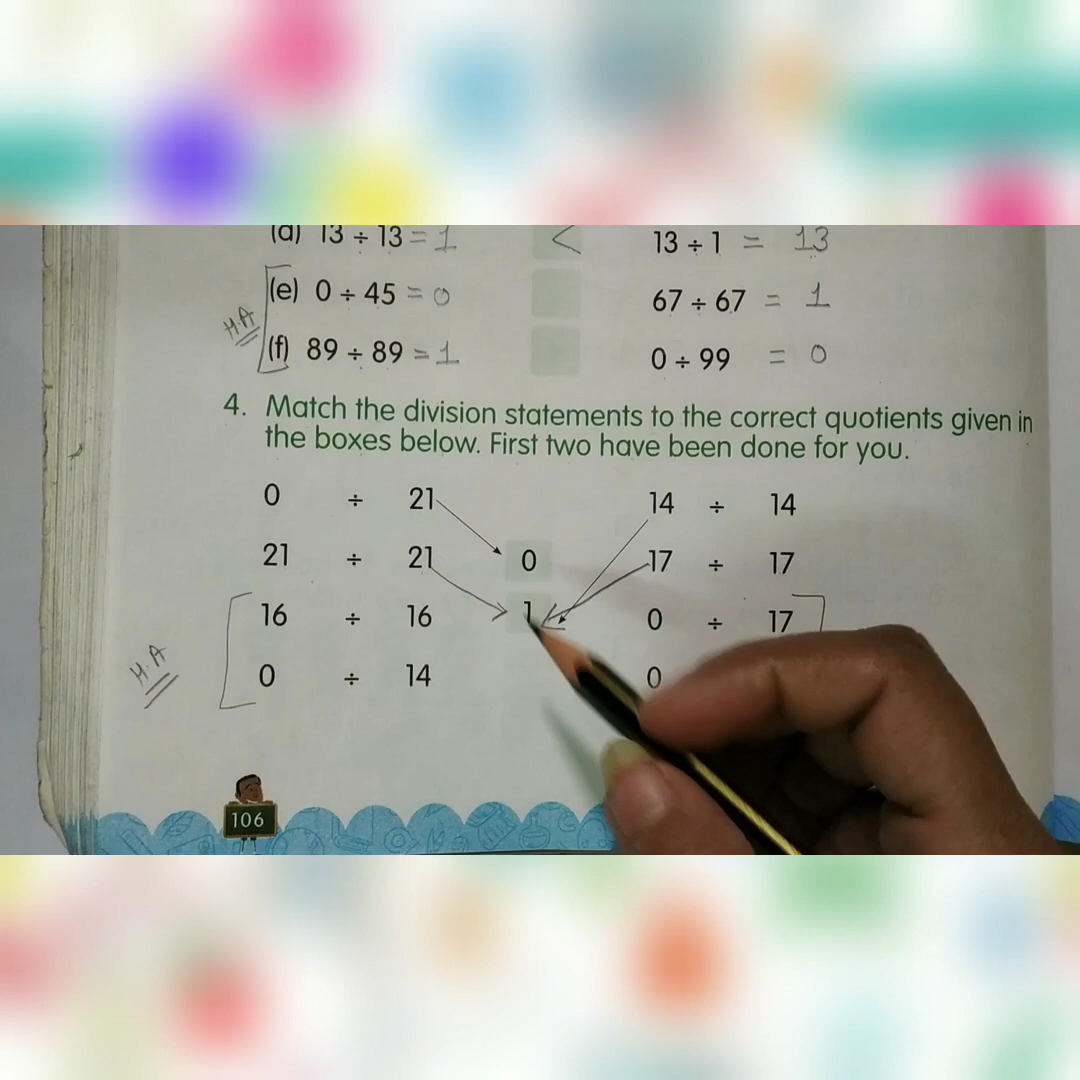 (d) 13 ÷ 13 = 1 < 13 ÷ 1 = 13
(e) 0 ÷ 45 = 0 67 ÷ 67 = 1
H.A
(f) 89 ÷ 89 = 1 0 ÷ 99 = 0
4. Match the division statements to the correct quotients given in
the boxes below. First two have been done for you.
0 ÷ 21 14 ÷ 14
21 ÷ 21 0 17 ÷ 17
16 ÷ 16 1 0 ÷ 17
H.A
0 ÷ 14 0
106